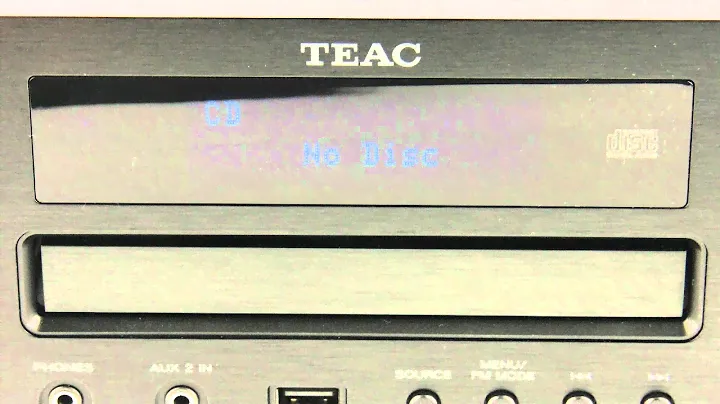 TEAC
CD
No Disc
disc
PHONES
AUX 2 IN
SOURCE
MENU/
FM MODE